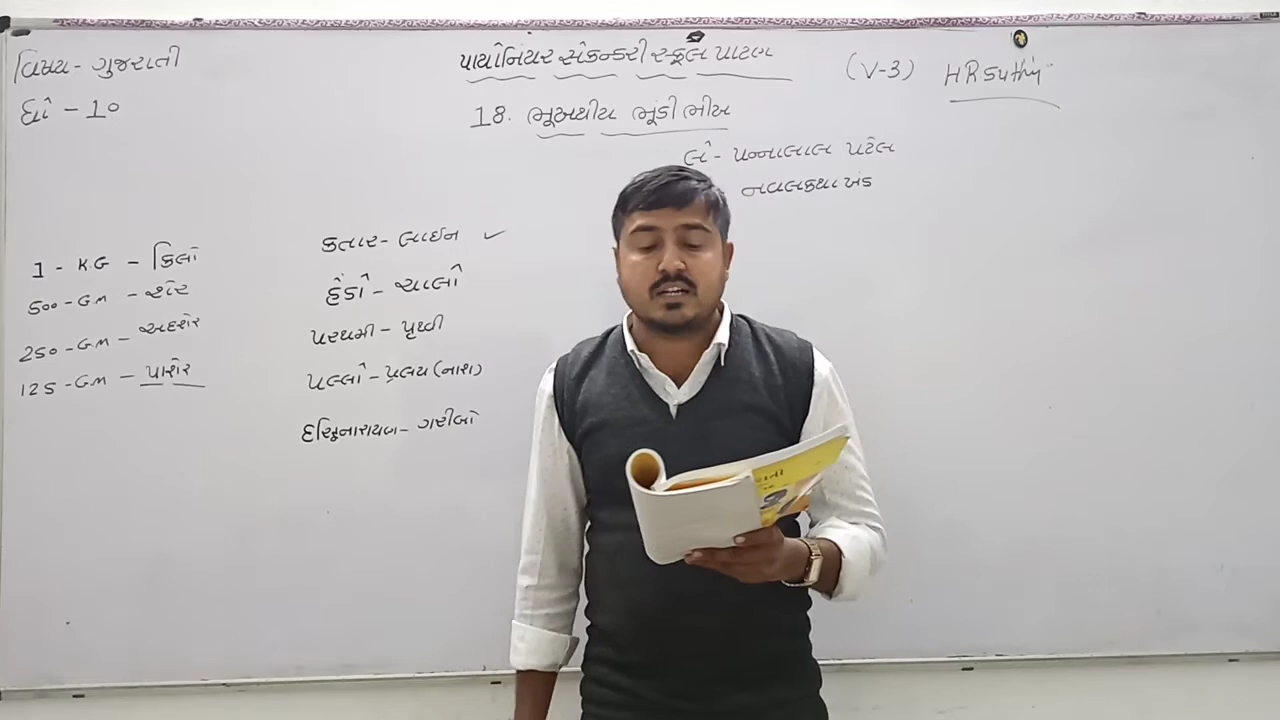 વિષય - ગુજરાતી
ધો - 10
પાયોનિયર સેકન્ડરી સ્કૂલ પાટણ
(V-3)
HRSuthar
18. ભૂખથીય ભૂંડી ભીખ
લે - પન્નાલાલ પટેલ
નવલકથા ખંડ
1 - KG - કિલો
500 - GM - શેર
250 - GM - અદશેર
125 - GM - પાશેર
કતાર - લાઈન ✓
હેંડો - ચાલો
પરથમી - પૃથ્વી
પલ્લો - પ્રલય (નાશ)
દરિદ્રનારાયણ - ગરીબો